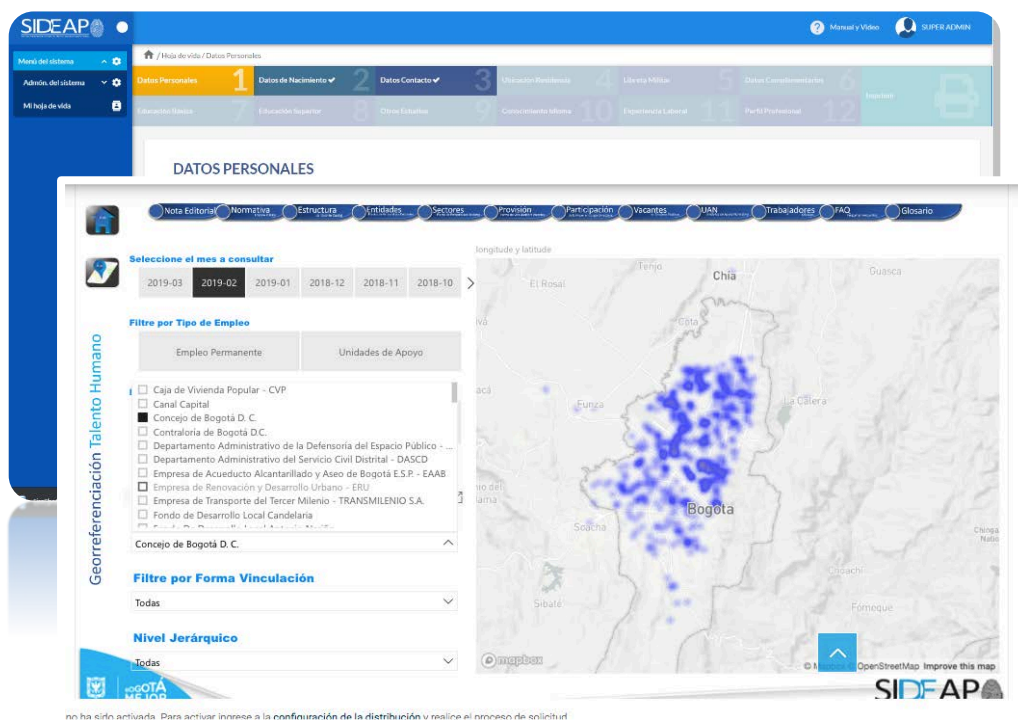 SIDEAP
Manual y Video
SUPER ADMIN
Menú del sistema
Admón. del sistema
Mi hoja de vida
/ Hoja de vida / Datos Personales
Datos Personales 1
Datos de Nacimiento ✔ 2
Datos Contacto ✔ 3
Ubicación Residencia 4
Libreta Militar 5
Datos Complementarios 6
Imprimir
Educación Básica 7
Educación Superior 8
Otros Estudios 9
Conocimiento Idioma 10
Experiencia Laboral 11
Perfil Profesional 12
DATOS PERSONALES
Nota Editorial
Normativa
Estructura
Entidades
Sectores
Provisión
Participación
Vacantes
UAN
Trabajadores
FAQ
Glosario
Georreferenciación Talento Humano
Seleccione el mes a consultar
2019-03 2019-02 2019-01 2018-12 2018-11 2018-10
Filtre por Tipo de Empleo
Empleo Permanente
Unidades de Apoyo
Caja de Vivienda Popular - CVP
Canal Capital
Concejo de Bogotá D. C.
Contraloría de Bogotá D.C.
Departamento Administrativo de la Defensoría del Espacio Público - ...
Departamento Administrativo del Servicio Civil Distrital - DASCD
Empresa de Acueducto Alcantarillado y Aseo de Bogotá E.S.P. - EAAB
Empresa de Renovación y Desarrollo Urbano - ERU
Empresa de Transporte del Tercer Milenio - TRANSMILENIO S.A.
Fondo de Desarrollo Local Candelaria
Fondo De Desarrollo Local Antonio Nariño
Concejo de Bogotá D. C.
Filtre por Forma Vinculación
Todas
Nivel Jerárquico
Todas
longitude y latitude
Tenjo
Chía
Guasca
El Rosal
Cota
Funza
La Calera
Bogota
Soacha
Choachí
Sibaté
Fomeque
mapbox
© Mapbox © OpenStreetMap Improve this map
BOGOTÁ
MEJOR
SIDEAP
no ha sido activada. Para activar ingrese a la configuración de la distribución y realice el proceso de solicitud